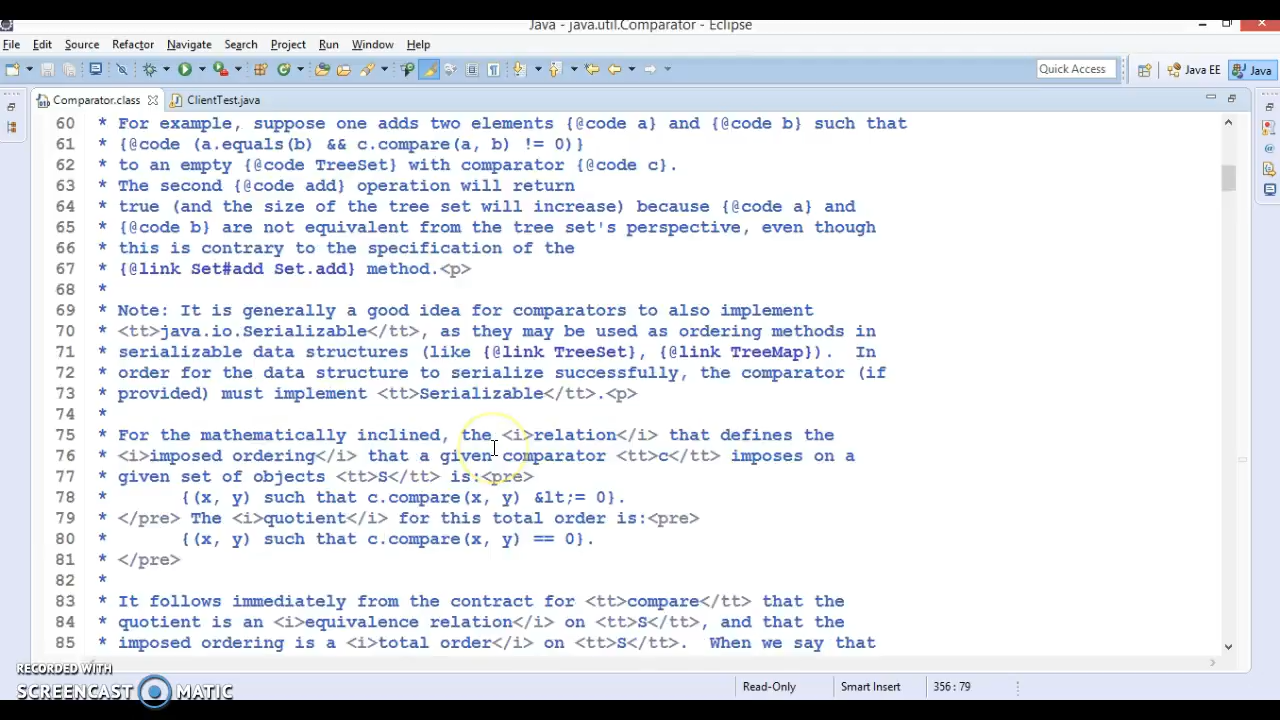 Java - java.util.Comparator - Eclipse
File Edit Source Refactor Navigate Search Project Run Window Help
Quick Access Java EE Java
Comparator.class ClientTest.java
60 * For example, suppose one adds two elements {@code a} and {@code b} such that
61 * {@code (a.equals(b) && c.compare(a, b) != 0)}
62 * to an empty {@code TreeSet} with comparator {@code c}.
63 * The second {@code add} operation will return
64 * true (and the size of the tree set will increase) because {@code a} and
65 * {@code b} are not equivalent from the tree set's perspective, even though
66 * this is contrary to the specification of the
67 * {@link Set#add Set.add} method.<p>
68 *
69 * Note: It is generally a good idea for comparators to also implement
70 * <tt>java.io.Serializable</tt>, as they may be used as ordering methods in
71 * serializable data structures (like {@link TreeSet}, {@link TreeMap}).  In
72 * order for the data structure to serialize successfully, the comparator (if
73 * provided) must implement <tt>Serializable</tt>.<p>
74 *
75 * For the mathematically inclined, the <i>relation</i> that defines the
76 * <i>imposed ordering</i> that a given comparator <tt>c</tt> imposes on a
77 * given set of objects <tt>S</tt> is:<pre>
78 *       {(x, y) such that c.compare(x, y) &lt;= 0}.
79 * </pre> The <i>quotient</i> for this total order is:<pre>
80 *       {(x, y) such that c.compare(x, y) == 0}.
81 * </pre>
82 *
83 * It follows immediately from the contract for <tt>compare</tt> that the
84 * quotient is an <i>equivalence relation</i> on <tt>S</tt>, and that the
85 * imposed ordering is a <i>total order</i> on <tt>S</tt>.  When we say that
RECORDED WITH
SCREENCAST MATIC
Read-Only Smart Insert 356 : 79